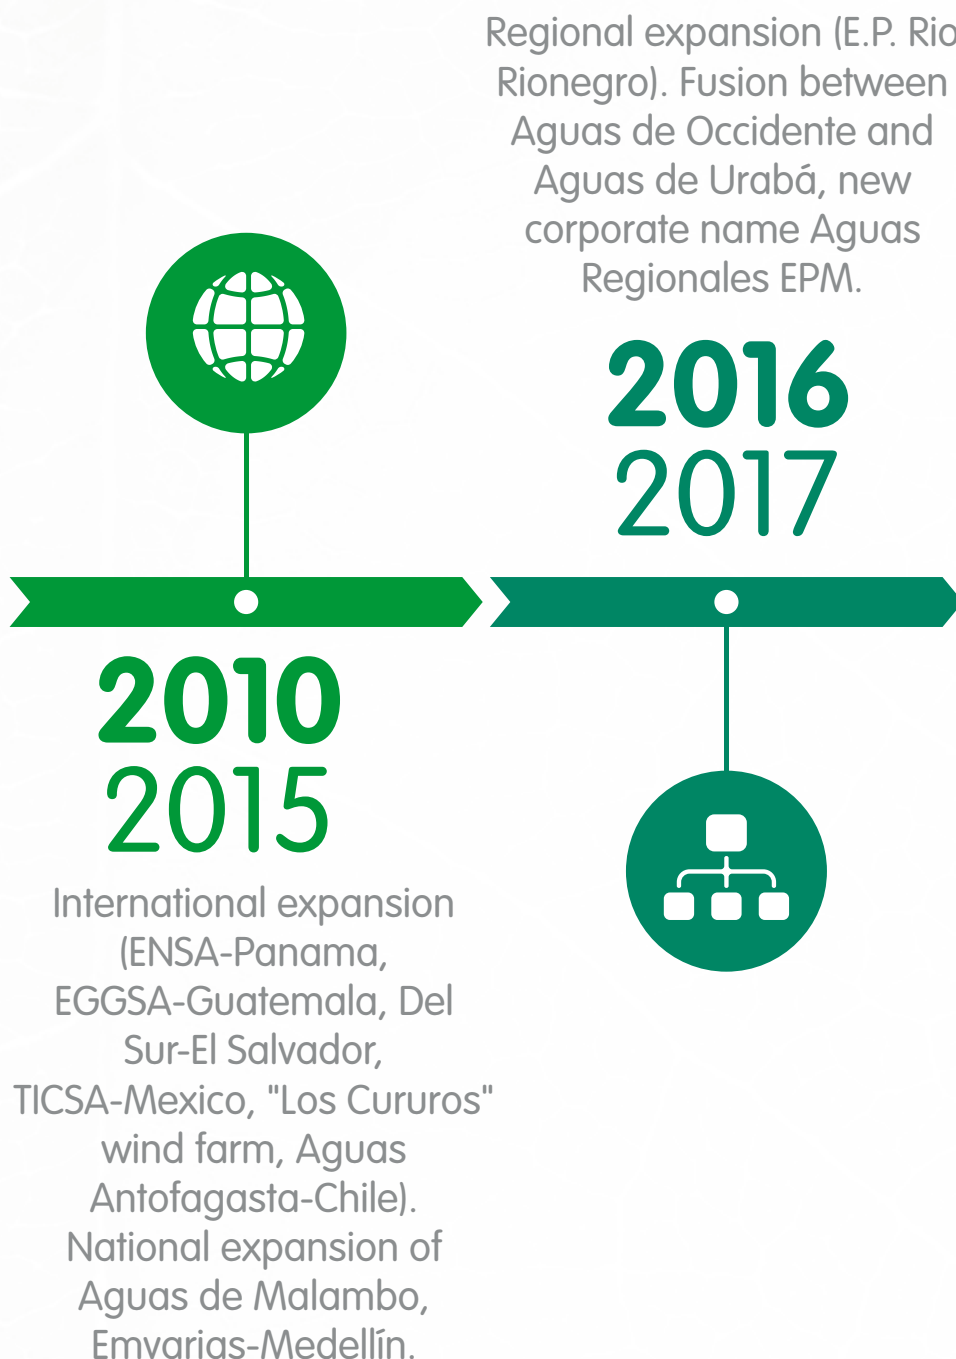 Regional expansion (E.P. Rio
Rionegro). Fusion between
Aguas de Occidente and
Aguas de Urabá, new
corporate name Aguas
Regionales EPM.
2016
2017
2010
2015
International expansion
(ENSA-Panama,
EGGSA-Guatemala, Del
Sur-El Salvador,
TICSA-Mexico, "Los Cururos"
wind farm, Aguas
Antofagasta-Chile).
National expansion of
Aguas de Malambo,
Emvarias-Medellín.